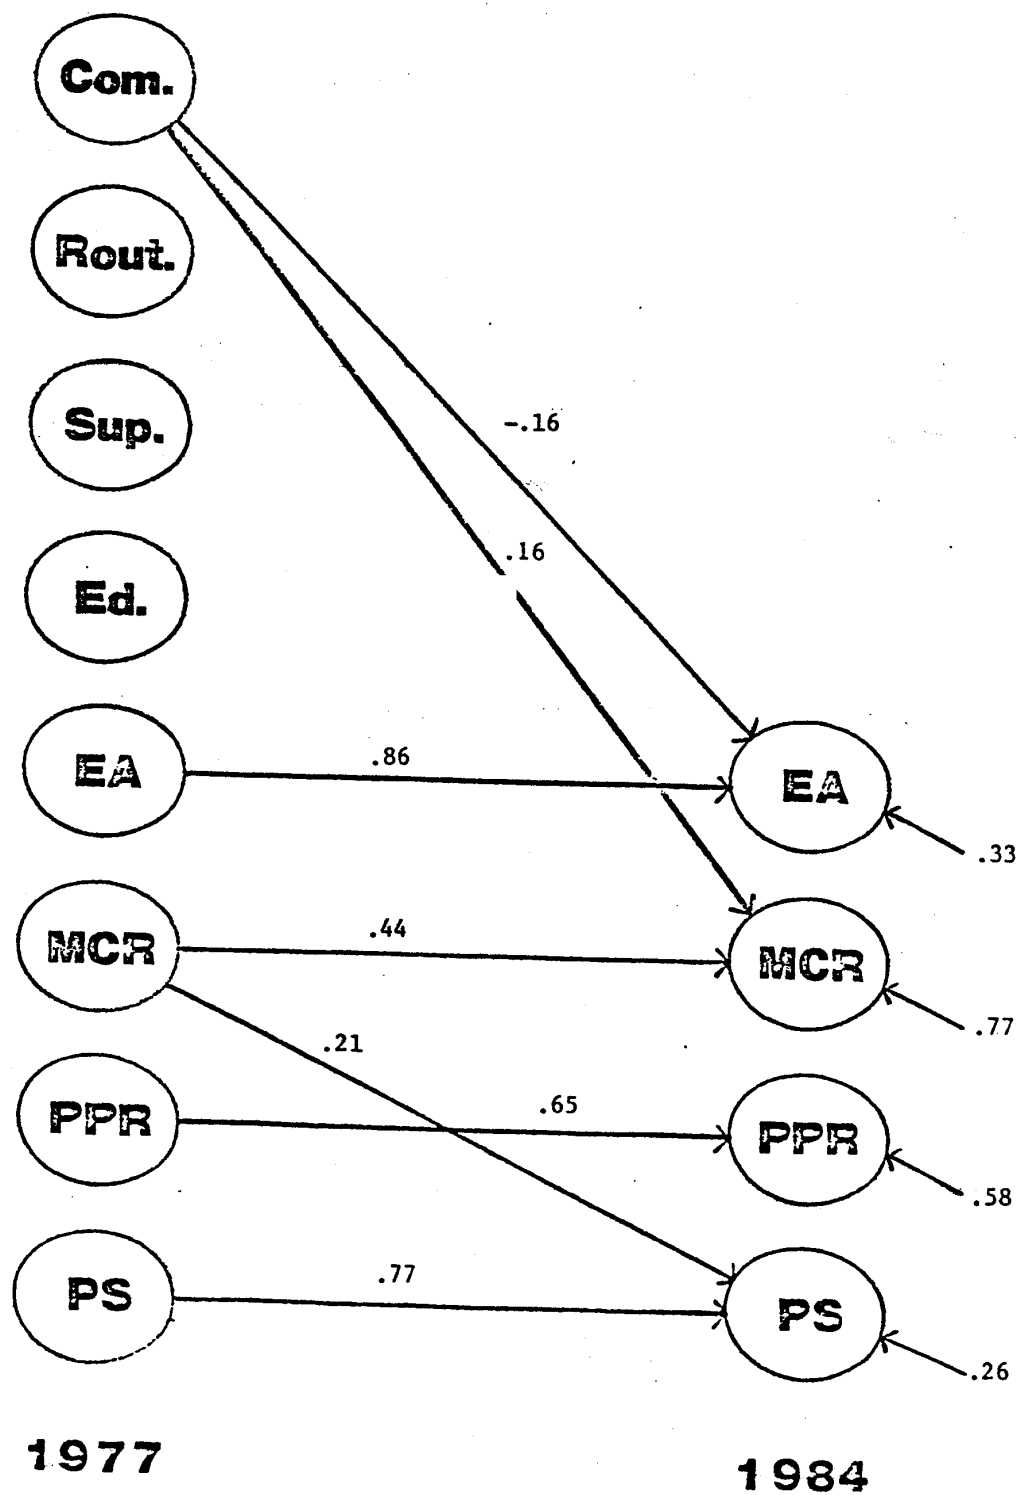 Com.
Rout.
Sup.
-.16
.16
Ed.
.86
EA
EA
.33
.44
MCR
MCR
.77
.21
.65
PPR
PPR
.58
.77
PS
PS
.26
1977
1984